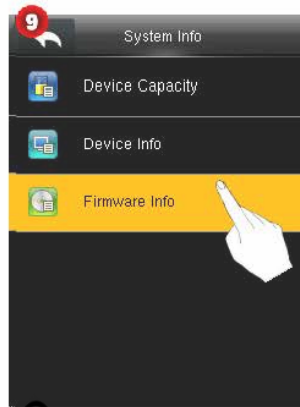 9
System Info
Device Capacity
Device Info
Firmware Info